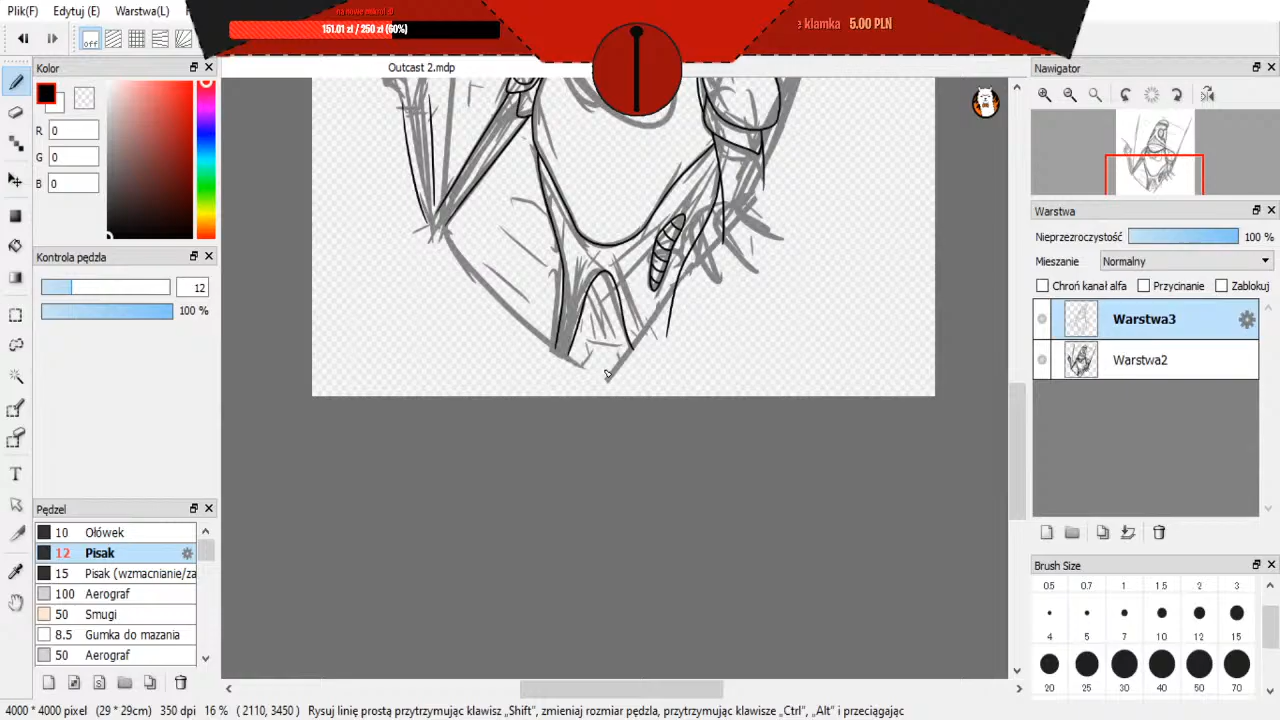 Plik(F) Edytuj (E) Warstwa(L)
na nowie mikro! :D
151.01 zł / 250 zł (60%)
klamka 5.00 PLN
off
Kolor
Outcast 2.mdp
Nawigator
R 0
G 0
B 0
Kontrola pędzla
12
100 %
Warstwa
Nieprzezroczystość 100 %
Mieszanie Normalny
Chroń kanał alfa Przycinanie Zablokuj
Warstwa3
Warstwa2
Pędzel
10 Ołówek
12 Pisak
15 Pisak (wzmacnianie/za
100 Aerograf
50 Smugi
8.5 Gumka do mazania
50 Aerograf
T
Brush Size
0.5 0.7 1 1.5 2 3
4 5 7 10 12 15
20 25 30 40 50 70
4000 * 4000 pixel (29 * 29cm) 350 dpi 16 % ( 2110, 3450 ) Rysuj linię prostą przytrzymując klawisz „Shift", zmieniaj rozmiar pędzla, przytrzymując klawisze „Ctrl", „Alt" i przeciągając